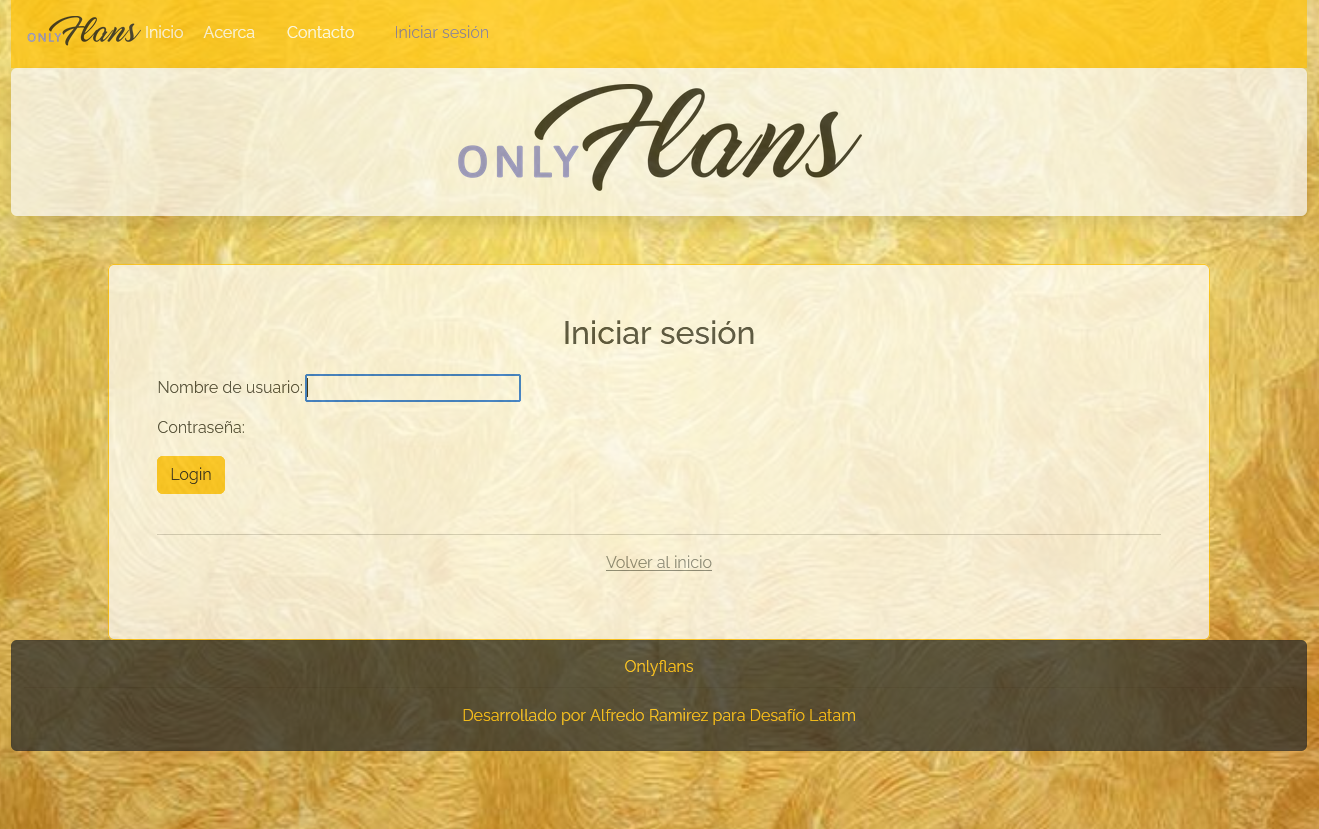 ONLY Flans Inicio Acerca Contacto Iniciar sesión
ONLY Flans
Iniciar sesión
Nombre de usuario:
Contraseña:
Login
Volver al inicio
Onlyflans
Desarrollado por Alfredo Ramirez para Desafío Latam